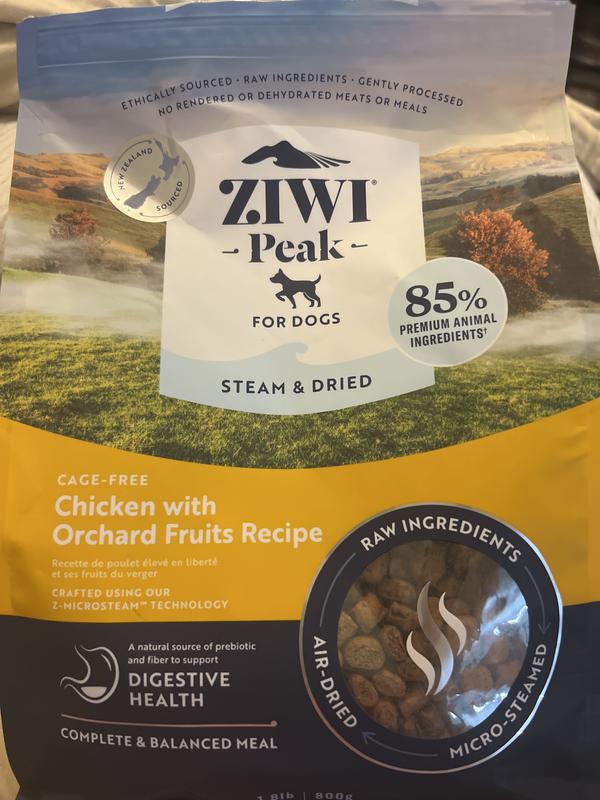 ETHICALLY SOURCED · RAW INGREDIENTS · GENTLY PROCESSED
NO RENDERED OR DEHYDRATED MEATS OR MEALS
NEW ZEALAND
SOURCED
ZIWI®
- Peak -
FOR DOGS
85%
PREMIUM ANIMAL
INGREDIENTS†
STEAM & DRIED
CAGE-FREE
Chicken with
Orchard Fruits Recipe
Recette de poulet élevé en liberté
et ses fruits du verger
CRAFTED USING OUR
Z-MICROSTEAM™ TECHNOLOGY
RAW INGREDIENTS
AIR-DRIED
MICRO-STEAMED
A natural source of prebiotic
and fiber to support
DIGESTIVE
HEALTH
COMPLETE & BALANCED MEAL
1.8lb | 800g